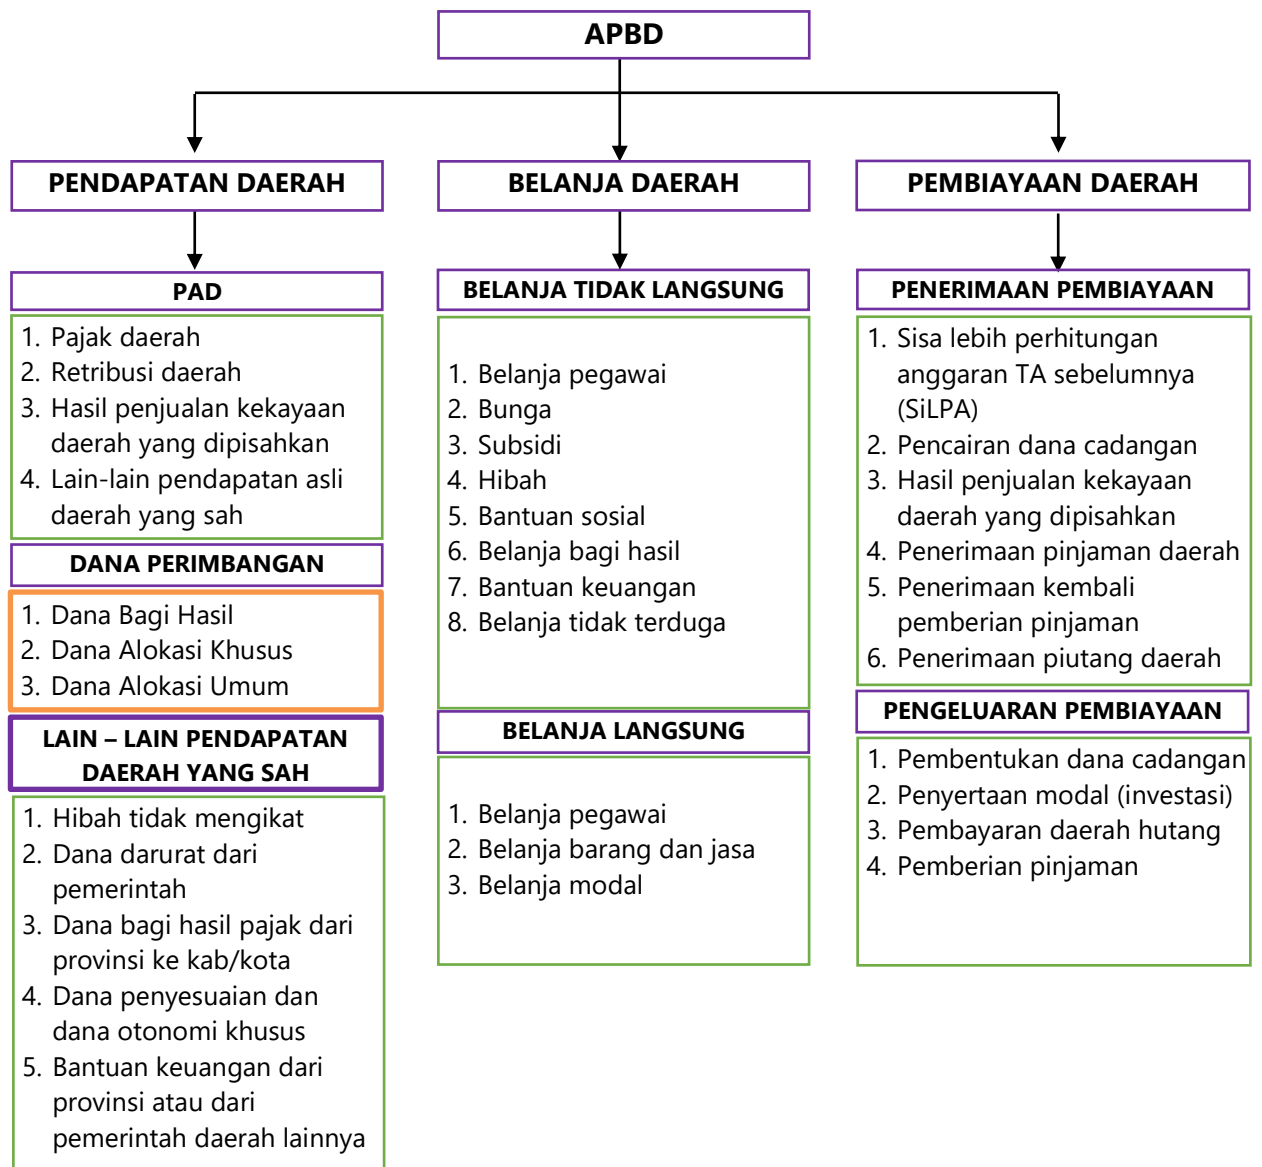 APBD
PENDAPATAN DAERAH
PAD
1. Pajak daerah
2. Retribusi daerah
3. Hasil penjualan kekayaan
daerah yang dipisahkan
4. Lain-lain pendapatan asli
daerah yang sah
DANA PERIMBANGAN
1. Dana Bagi Hasil
2. Dana Alokasi Khusus
3. Dana Alokasi Umum
LAIN – LAIN PENDAPATAN
DAERAH YANG SAH
1. Hibah tidak mengikat
2. Dana darurat dari
pemerintah
3. Dana bagi hasil pajak dari
provinsi ke kab/kota
4. Dana penyesuaian dan
dana otonomi khusus
5. Bantuan keuangan dari
provinsi atau dari
pemerintah daerah lainnya
BELANJA DAERAH
BELANJA TIDAK LANGSUNG
1. Belanja pegawai
2. Bunga
3. Subsidi
4. Hibah
5. Bantuan sosial
6. Belanja bagi hasil
7. Bantuan keuangan
8. Belanja tidak terduga
BELANJA LANGSUNG
1. Belanja pegawai
2. Belanja barang dan jasa
3. Belanja modal
PEMBIAYAAN DAERAH
PENERIMAAN PEMBIAYAAN
1. Sisa lebih perhitungan
anggaran TA sebelumnya
(SiLPA)
2. Pencairan dana cadangan
3. Hasil penjualan kekayaan
daerah yang dipisahkan
4. Penerimaan pinjaman daerah
5. Penerimaan kembali
pemberian pinjaman
6. Penerimaan piutang daerah
PENGELUARAN PEMBIAYAAN
1. Pembentukan dana cadangan
2. Penyertaan modal (investasi)
3. Pembayaran daerah hutang
4. Pemberian pinjaman